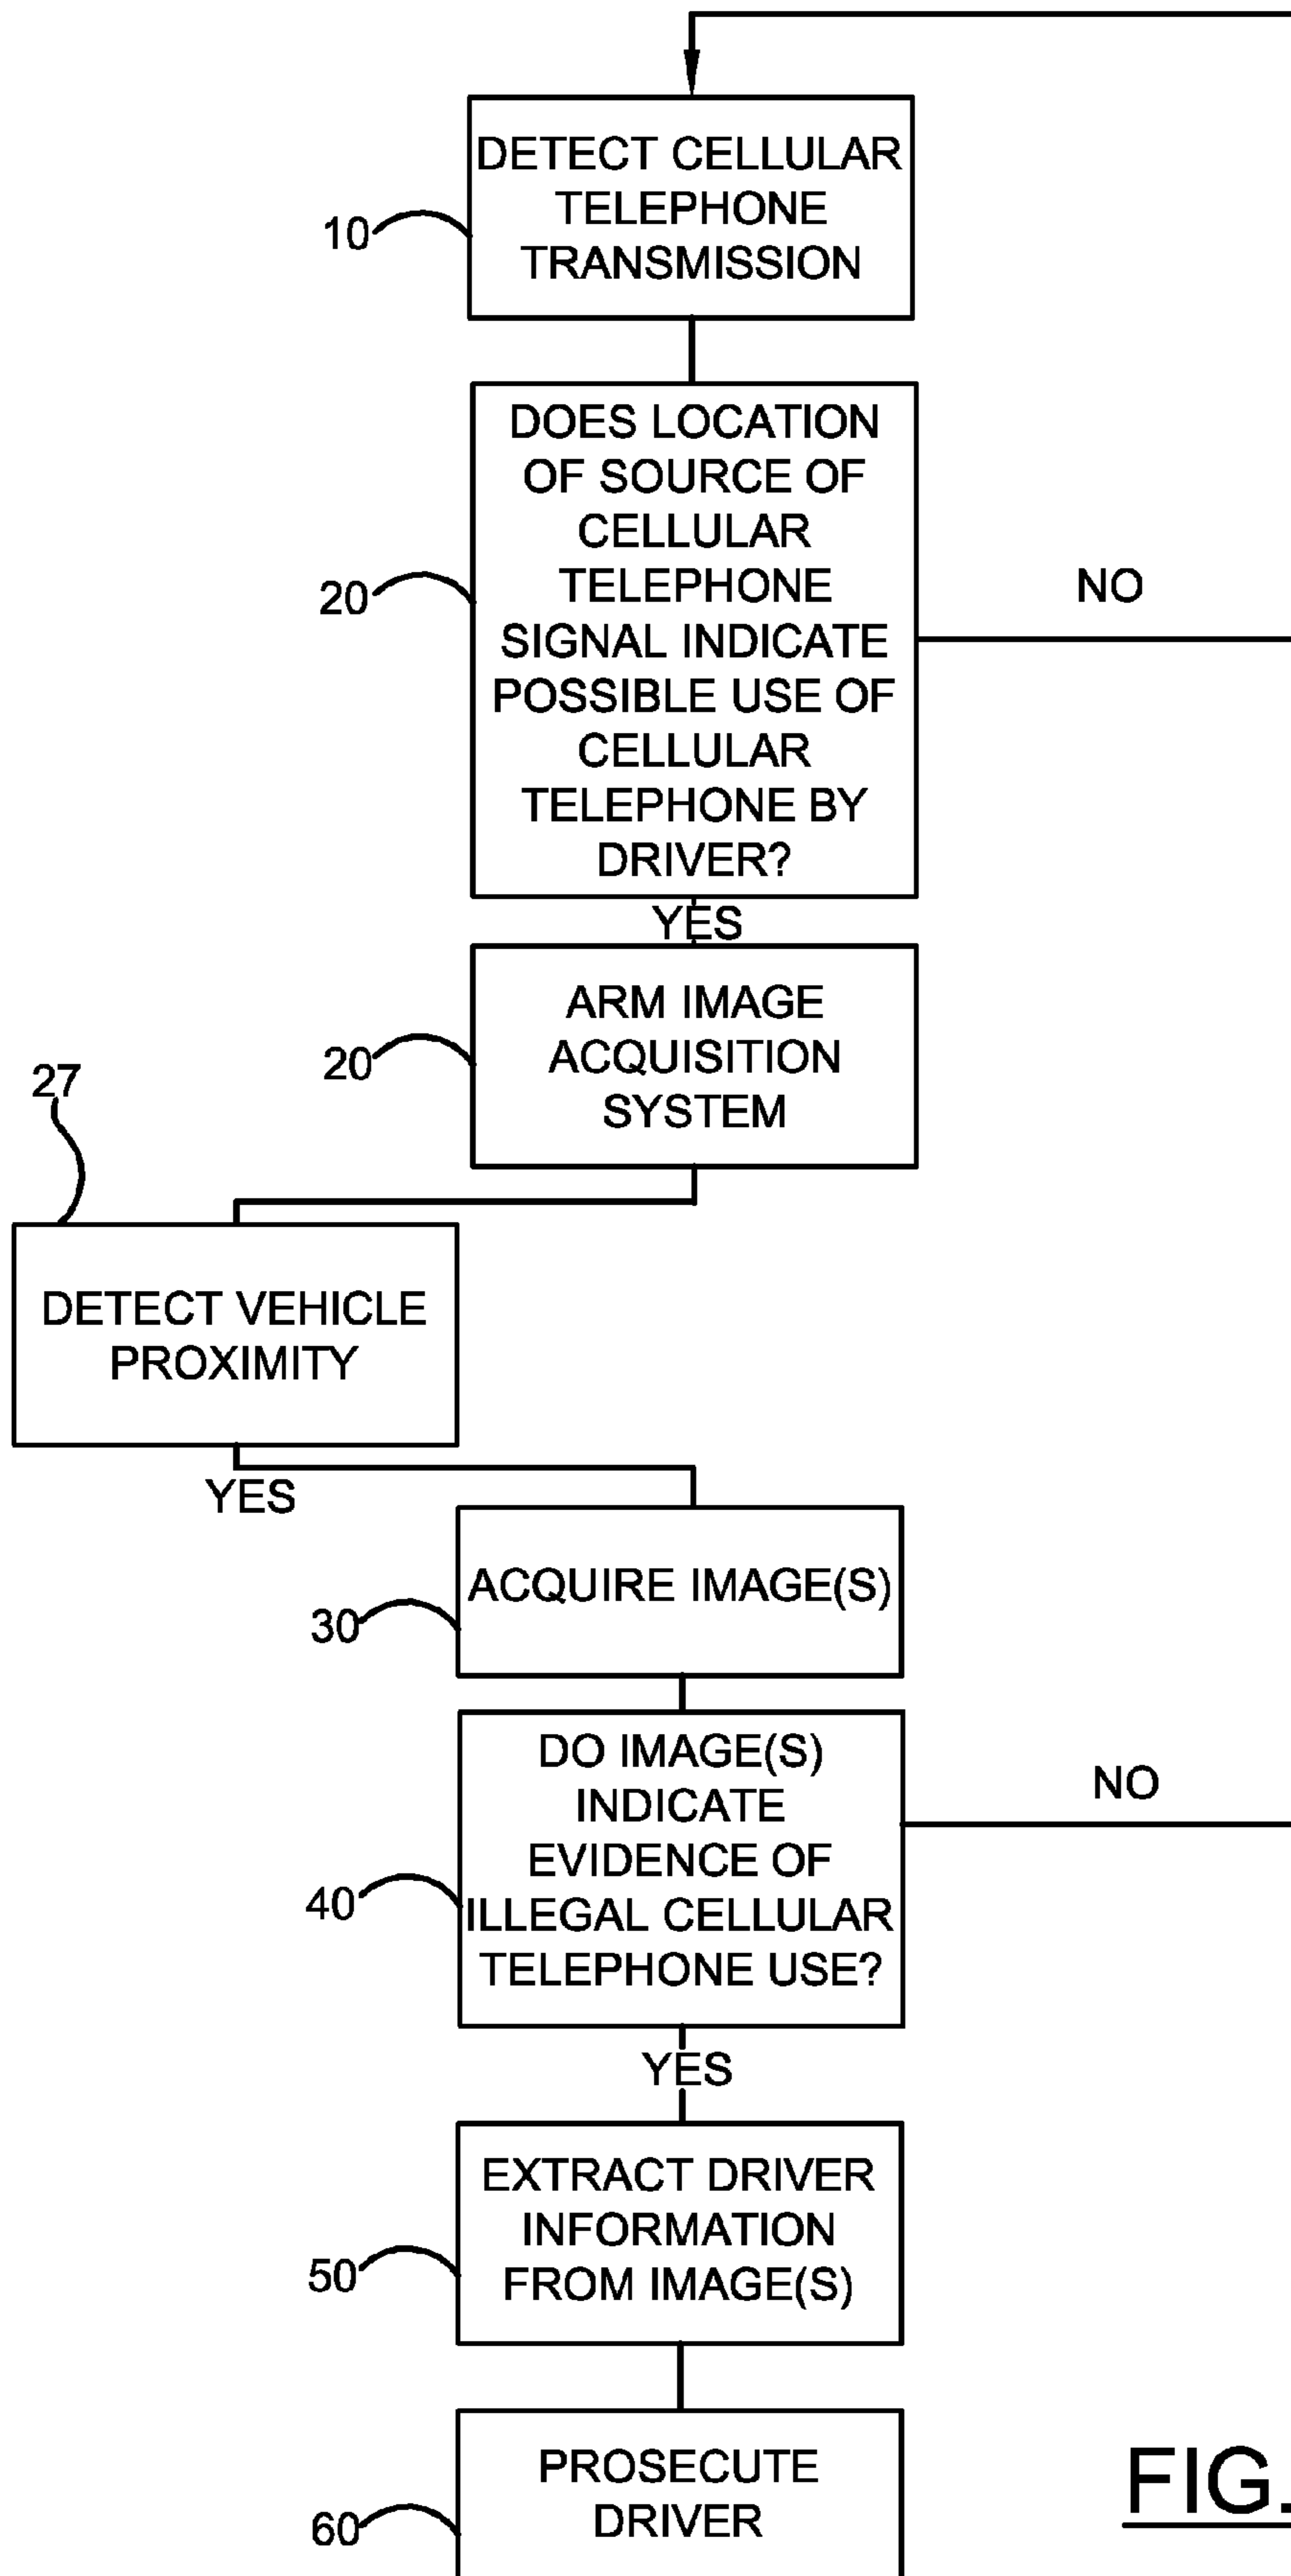 DETECT CELLULAR
TELEPHONE
TRANSMISSION
10
DOES LOCATION
OF SOURCE OF
CELLULAR
TELEPHONE
SIGNAL INDICATE
POSSIBLE USE OF
CELLULAR
TELEPHONE BY
DRIVER?
20
NO
YES
ARM IMAGE
ACQUISITION
SYSTEM
20
27
DETECT VEHICLE
PROXIMITY
YES
ACQUIRE IMAGE(S)
30
DO IMAGE(S)
INDICATE
EVIDENCE OF
ILLEGAL CELLULAR
TELEPHONE USE?
40
NO
YES
EXTRACT DRIVER
INFORMATION
FROM IMAGE(S)
50
PROSECUTE
DRIVER
60
FIG.